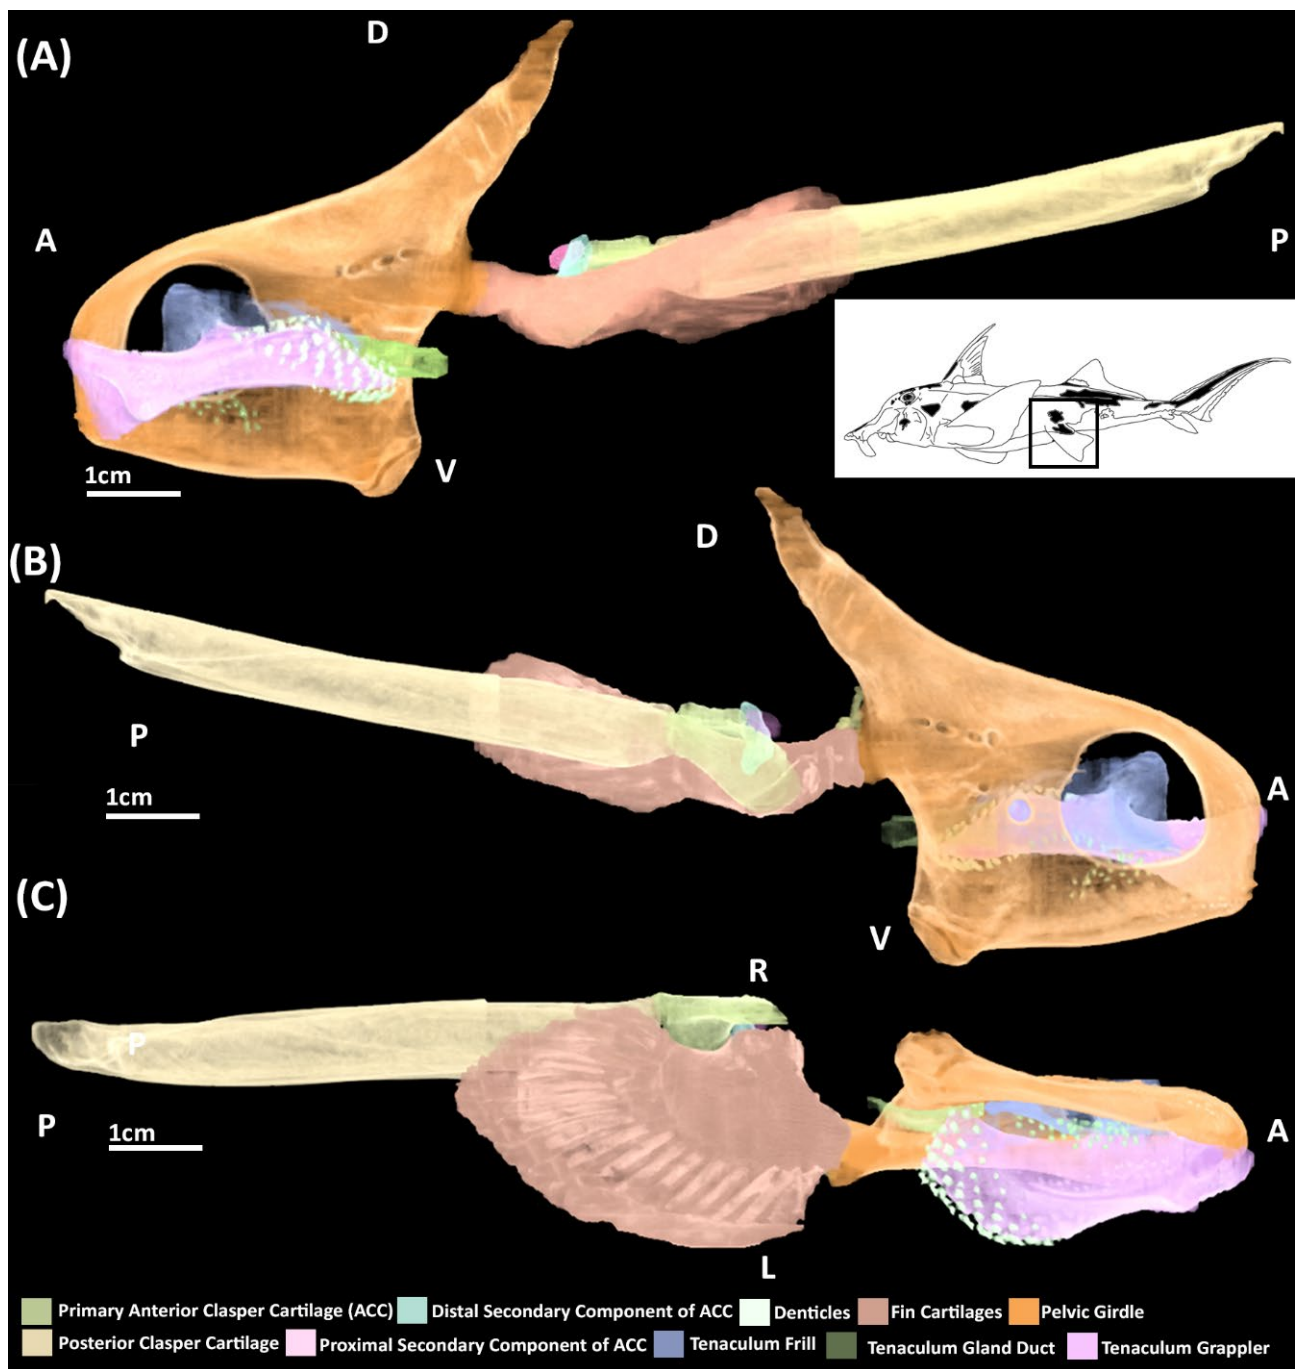 (A)
D
A
P
V
1cm
(B)
D
P
A
1cm
V
(C)
R
P
P
A
1cm
L
Primary Anterior Clasper Cartilage (ACC) Distal Secondary Component of ACC Denticles Fin Cartilages Pelvic Girdle
Posterior Clasper Cartilage Proximal Secondary Component of ACC Tenaculum Frill Tenaculum Gland Duct Tenaculum Grappler